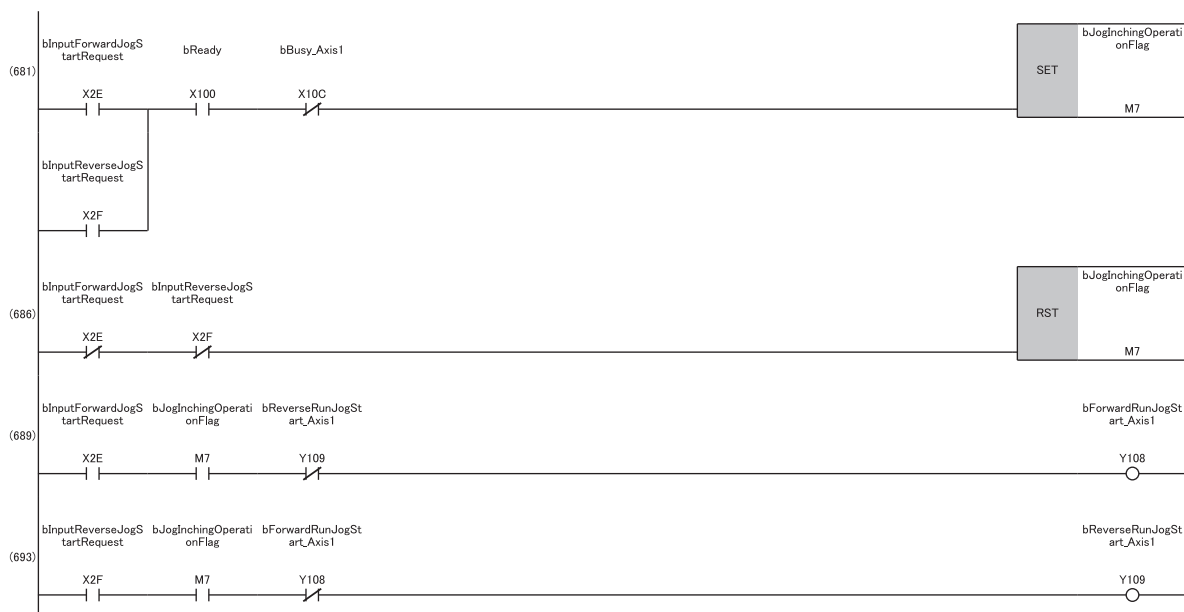 bInputForwardJogS
tartRequest
bReady
bBusy_Axis1
bJogInchingOperati
onFlag
(681)
SET
X2E
X100
X10C
M7
bInputReverseJogS
tartRequest
X2F
bInputForwardJogS
tartRequest
bInputReverseJogS
tartRequest
bJogInchingOperati
onFlag
(686)
RST
X2E
X2F
M7
bInputForwardJogS
tartRequest
bJogInchingOperati
onFlag
bReverseRunJogSt
art_Axis1
bForwardRunJogSt
art_Axis1
(689)
X2E
M7
Y109
Y108
bInputReverseJogS
tartRequest
bJogInchingOperati
onFlag
bForwardRunJogSt
art_Axis1
bReverseRunJogSt
art_Axis1
(693)
X2F
M7
Y108
Y109